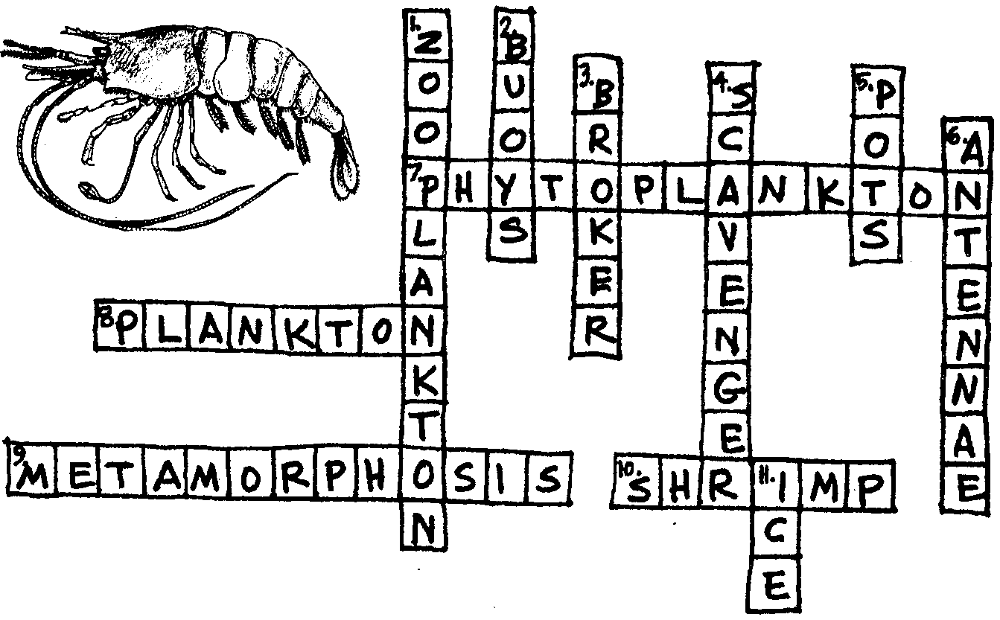 1. ZOOPLANKTON
2. BUOYS
3. BROKER
4. SCAVENGER
5. POTS
6. ANTENNAE
7. PHYTOPLANKTON
8. PLANKTON
9. METAMORPHOSIS
10. SHRIMP
11. ICE